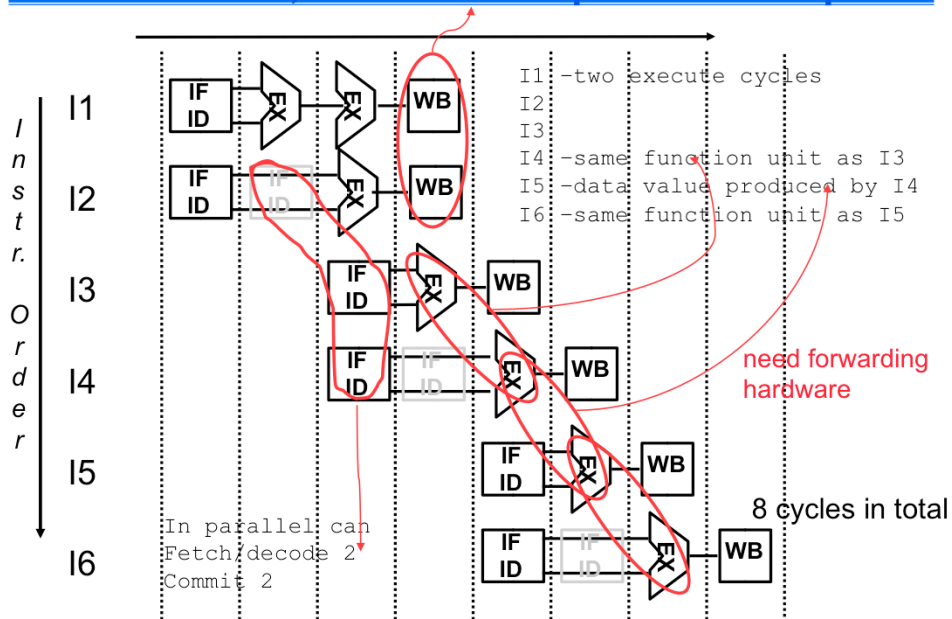 I1 –two execute cycles
I2
I3
I4 –same function unit as I3
I5 –data value produced by I4
I6 –same function unit as I5
Instr. Order
I1
IF
ID
EX
EX
WB
I2
IF
ID
IF
ID
EX
WB
I3
IF
ID
EX
WB
I4
IF
ID
IF
ID
EX
WB
need forwarding
hardware
I5
IF
ID
EX
WB
8 cycles in total
I6
IF
ID
IF
ID
EX
WB
In parallel can
Fetch/decode 2
Commit 2